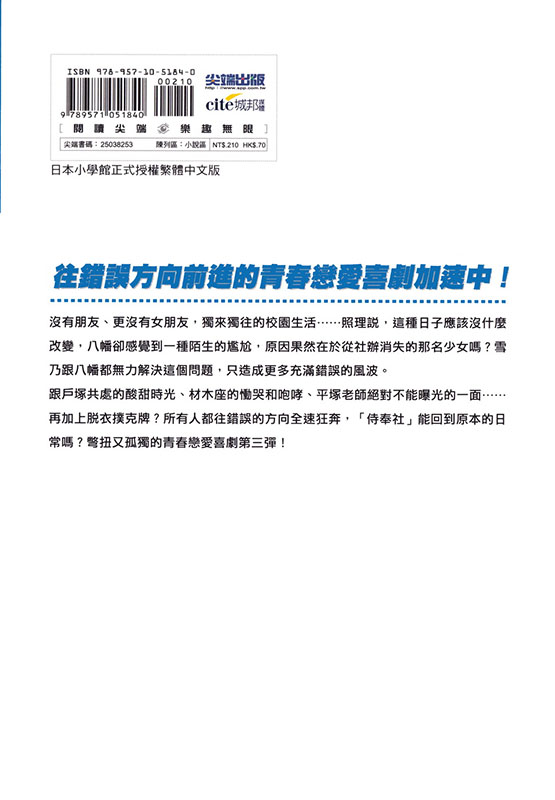 ISBN 978-957-10-5184-0
00210
9 789571 051840
尖端出版
http://www.spp.com.tw
cité城邦媒體
閱讀尖端 樂趣無限
尖端書碼：25038253 陳列區：小說區 NT$.210 HK$.70
日本小學館正式授權繁體中文版
往錯誤方向前進的青春戀愛喜劇加速中！
沒有朋友、更沒有女朋友，獨來獨往的校園生活⋯⋯照理說，這種日子應該沒什麼
改變，八幡卻感覺到一種陌生的尷尬，原因果然在於從社辦消失的那名少女嗎？雪
乃跟八幡都無力解決這個問題，只造成更多充滿錯誤的風波。
跟戶塚共處的酸甜時光、材木座的慟哭和咆哮、平塚老師絕對不能曝光的一面⋯⋯
再加上脫衣撲克牌？所有人都往錯誤的方向全速狂奔，「侍奉社」能回到原本的日
常嗎？彆扭又孤獨的青春戀愛喜劇第三彈！